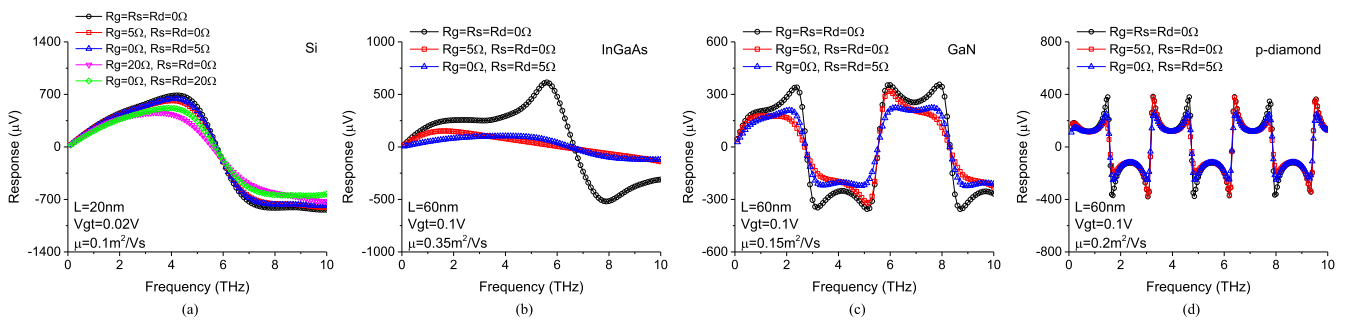 Rg=Rs=Rd=0Ω
Rg=5Ω, Rs=Rd=0Ω
Rg=0Ω, Rs=Rd=5Ω
Rg=20Ω, Rs=Rd=0Ω
Rg=0Ω, Rs=Rd=20Ω
Si
1400
700
0
-700
-1400
Response (μV)
L=20nm
Vgt=0.02V
μ=0.1m²/Vs
0 2 4 6 8 10
Frequency (THz)
(a)
Rg=Rs=Rd=0Ω
Rg=5Ω, Rs=Rd=0Ω
Rg=0Ω, Rs=Rd=5Ω
InGaAs
1000
500
0
-500
-1000
Response (μV)
L=60nm
Vgt=0.1V
μ=0.35m²/Vs
0 2 4 6 8 10
Frequency (THz)
(b)
Rg=Rs=Rd=0Ω
Rg=5Ω, Rs=Rd=0Ω
Rg=0Ω, Rs=Rd=5Ω
GaN
600
300
0
-300
-600
Response (μV)
L=60nm
Vgt=0.1V
μ=0.15m²/Vs
0 2 4 6 8 10
Frequency (THz)
(c)
Rg=Rs=Rd=0Ω
Rg=5Ω, Rs=Rd=0Ω
Rg=0Ω, Rs=Rd=5Ω
p-diamond
800
400
0
-400
-800
Response (μV)
L=60nm
Vgt=0.1V
μ=0.2m²/Vs
0 2 4 6 8 10
Frequency (THz)
(d)